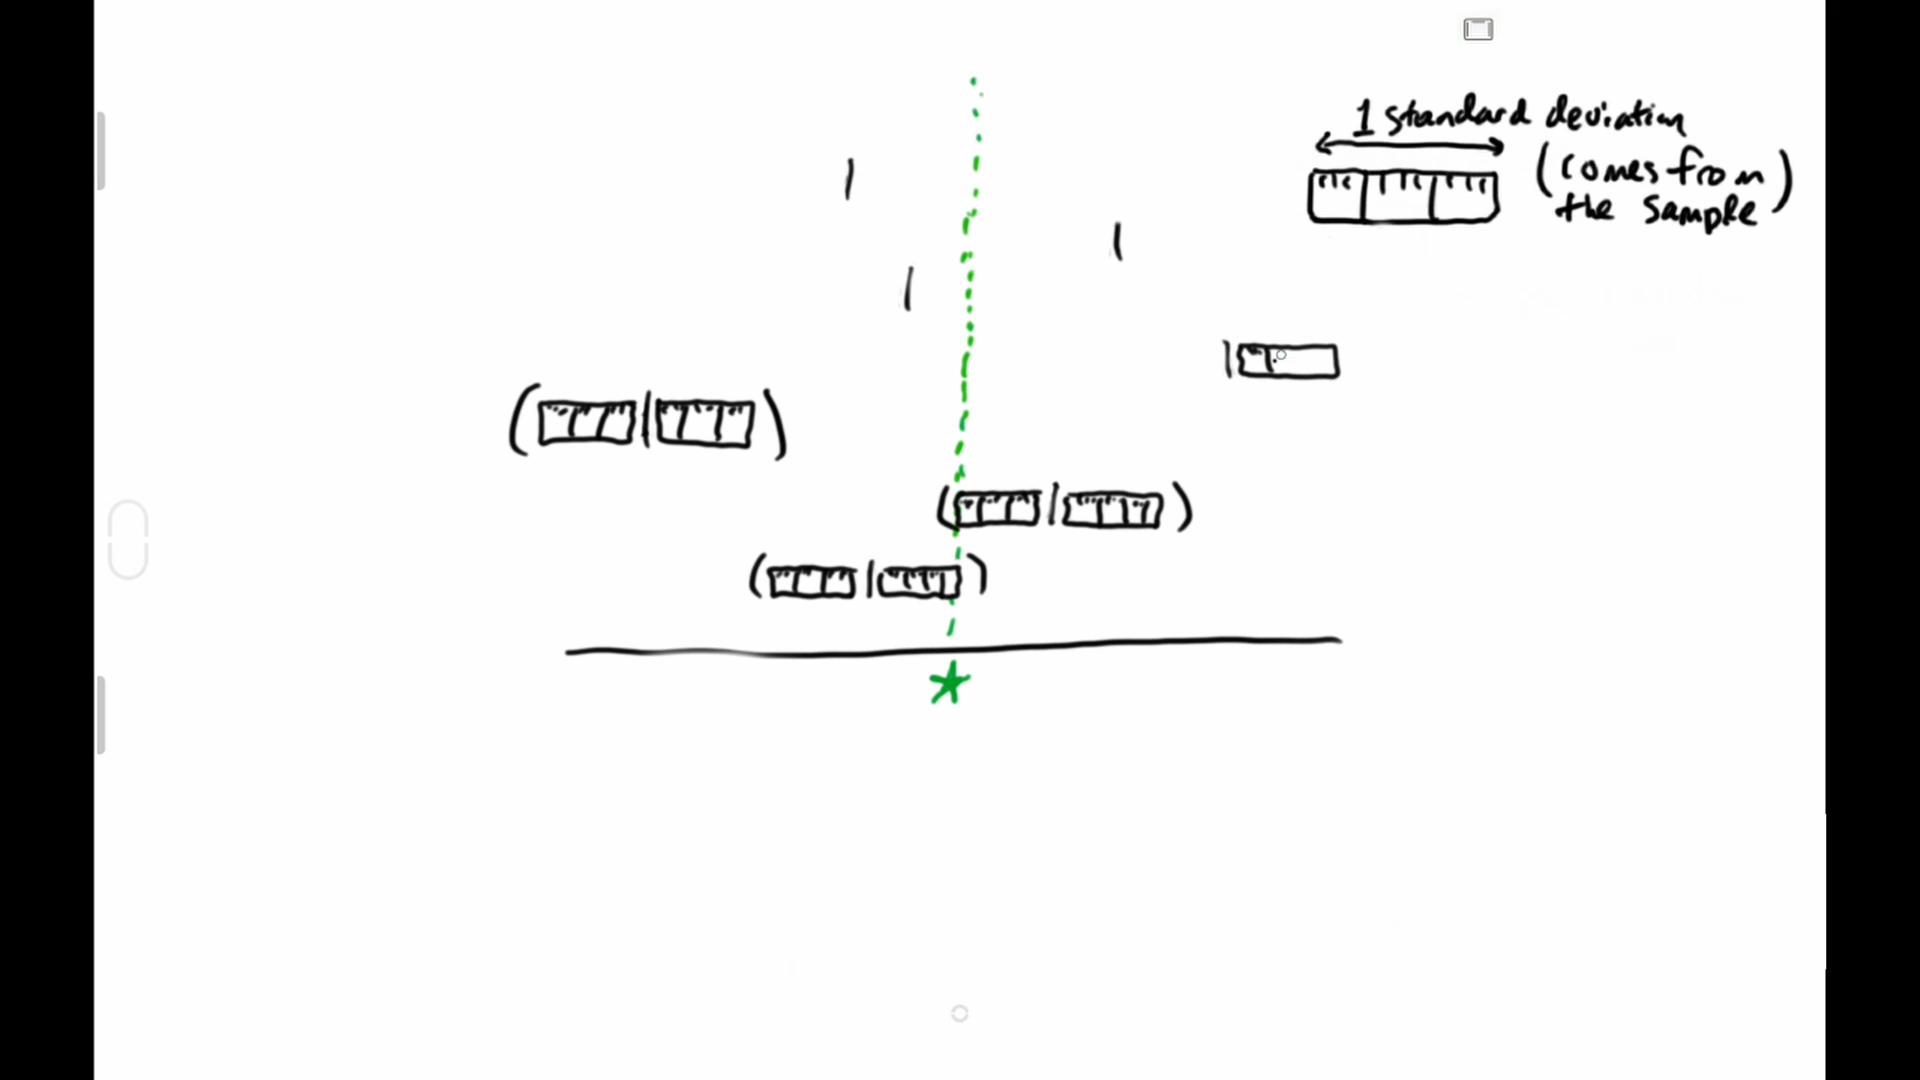 1 standard deviation
(comes from
the sample)